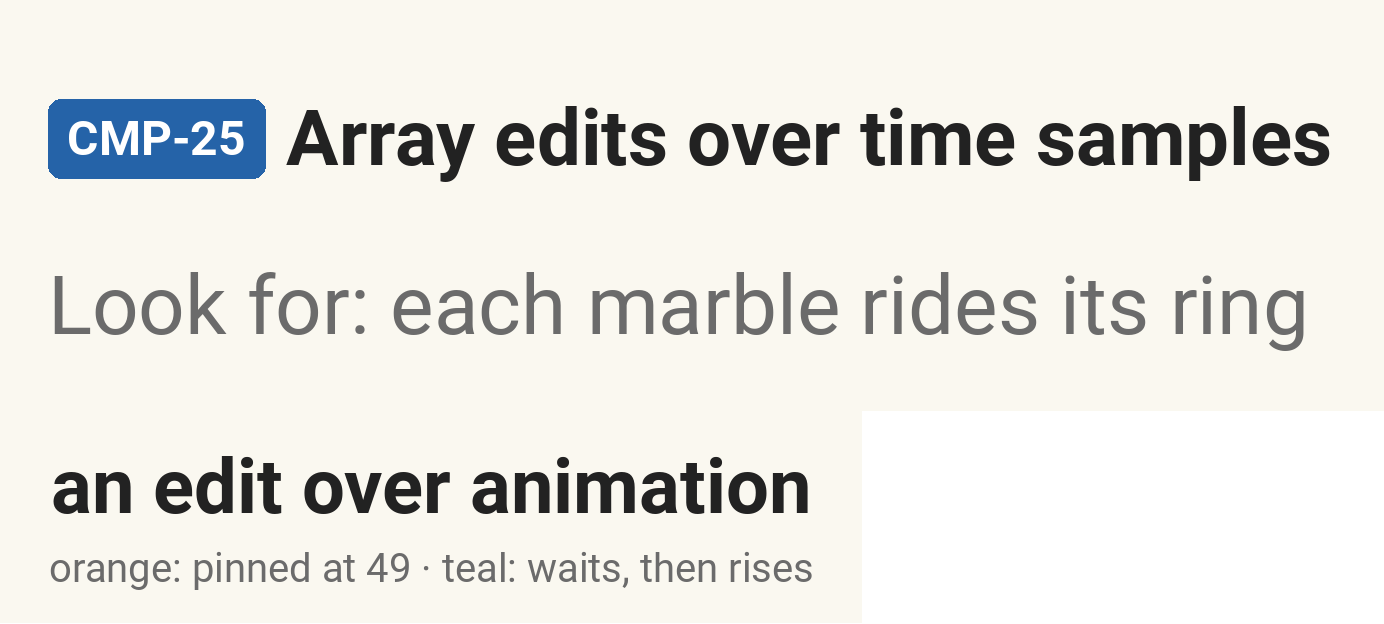 CMP-25 Array edits over time samples
Look for: each marble rides its ring
an edit over animation
orange: pinned at 49 · teal: waits, then rises